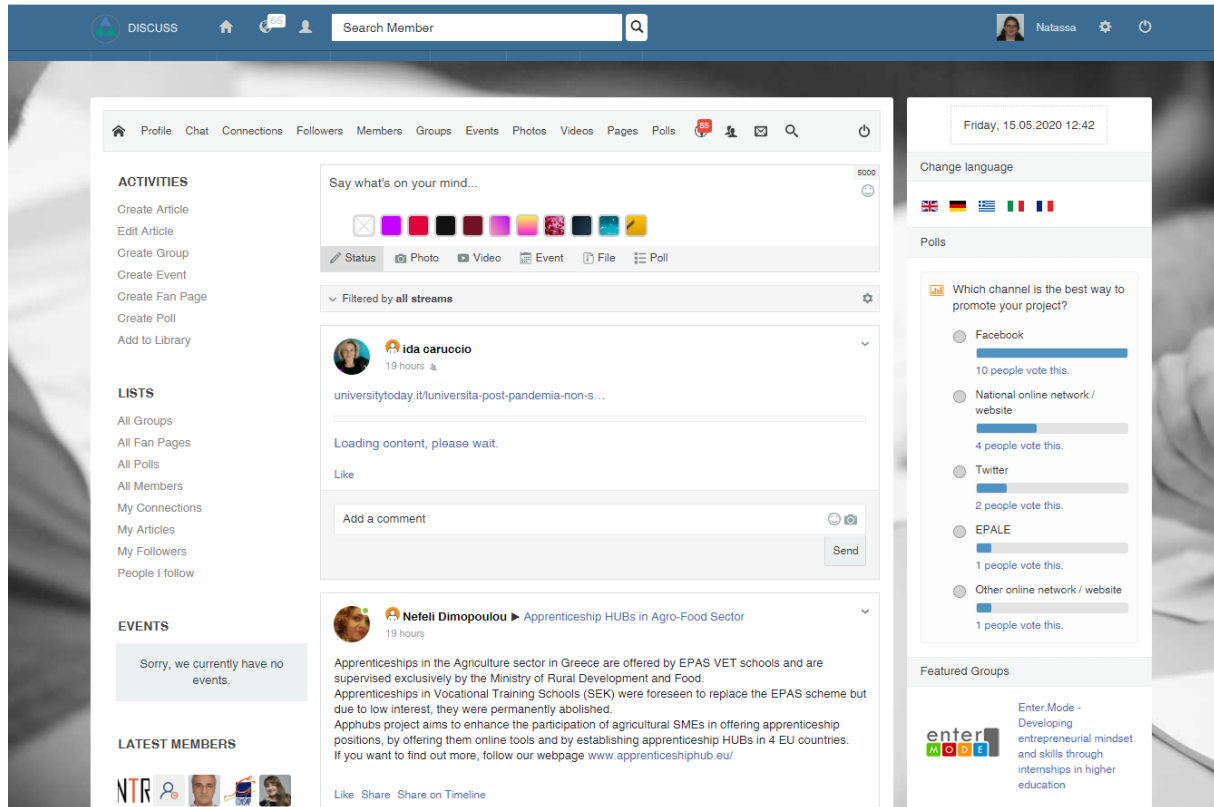 DISCUSS
55
Search Member
Natassa
Profile Chat Connections Followers Members Groups Events Photos Videos Pages Polls 55
ACTIVITIES
Create Article
Edit Article
Create Group
Create Event
Create Fan Page
Create Poll
Add to Library
LISTS
All Groups
All Fan Pages
All Polls
All Members
My Connections
My Articles
My Followers
People I follow
EVENTS
Sorry, we currently have no
events.
LATEST MEMBERS
NTR
Say what's on your mind...
5000
Status Photo Video Event File Poll
Filtered by all streams
ida caruccio
19 hours
universitytoday.it/luniversita-post-pandemia-non-s...
Loading content, please wait.
Like
Add a comment
Send
Nefeli Dimopoulou ▶ Apprenticeship HUBs in Agro-Food Sector
19 hours
Apprenticeships in the Agriculture sector in Greece are offered by EPAS VET schools and are
supervised exclusively by the Ministry of Rural Development and Food.
Apprenticeships in Vocational Training Schools (SEK) were foreseen to replace the EPAS scheme but
due to low interest, they were permanently abolished.
Apphubs project aims to enhance the participation of agricultural SMEs in offering apprenticeship
positions, by offering them online tools and by establishing apprenticeship HUBs in 4 EU countries.
If you want to find out more, follow our webpage www.apprenticeshiphub.eu/
Like Share Share on Timeline
Friday, 15.05.2020 12:42
Change language
Polls
Which channel is the best way to
promote your project?
Facebook
10 people vote this.
National online network /
website
4 people vote this.
Twitter
2 people vote this.
EPALE
1 people vote this.
Other online network / website
1 people vote this.
Featured Groups
enter
MODE
Enter.Mode -
Developing
entrepreneurial mindset
and skills through
internships in higher
education